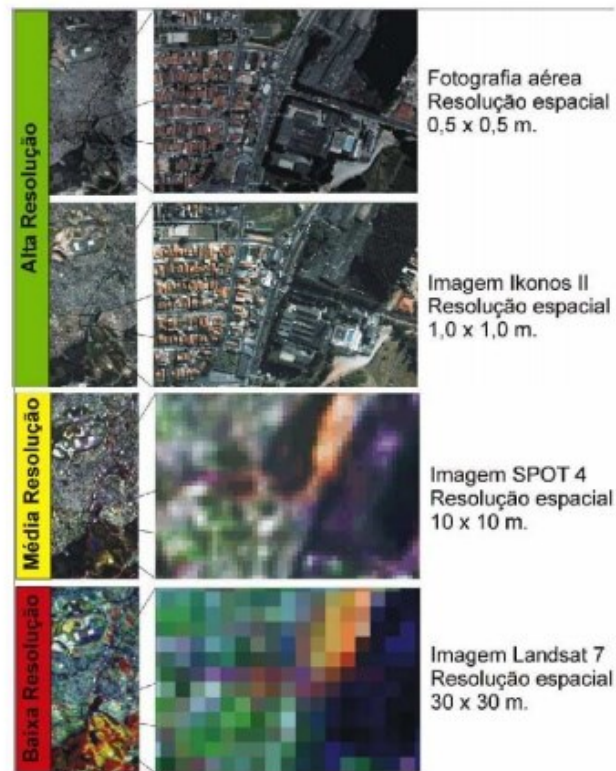 Alta Resolução
Fotografia aérea
Resolução espacial
0,5 x 0,5 m.
Imagem Ikonos II
Resolução espacial
1,0 x 1,0 m.
Média Resolução
Imagem SPOT 4
Resolução espacial
10 x 10 m.
Baixa Resolução
Imagem Landsat 7
Resolução espacial
30 x 30 m.